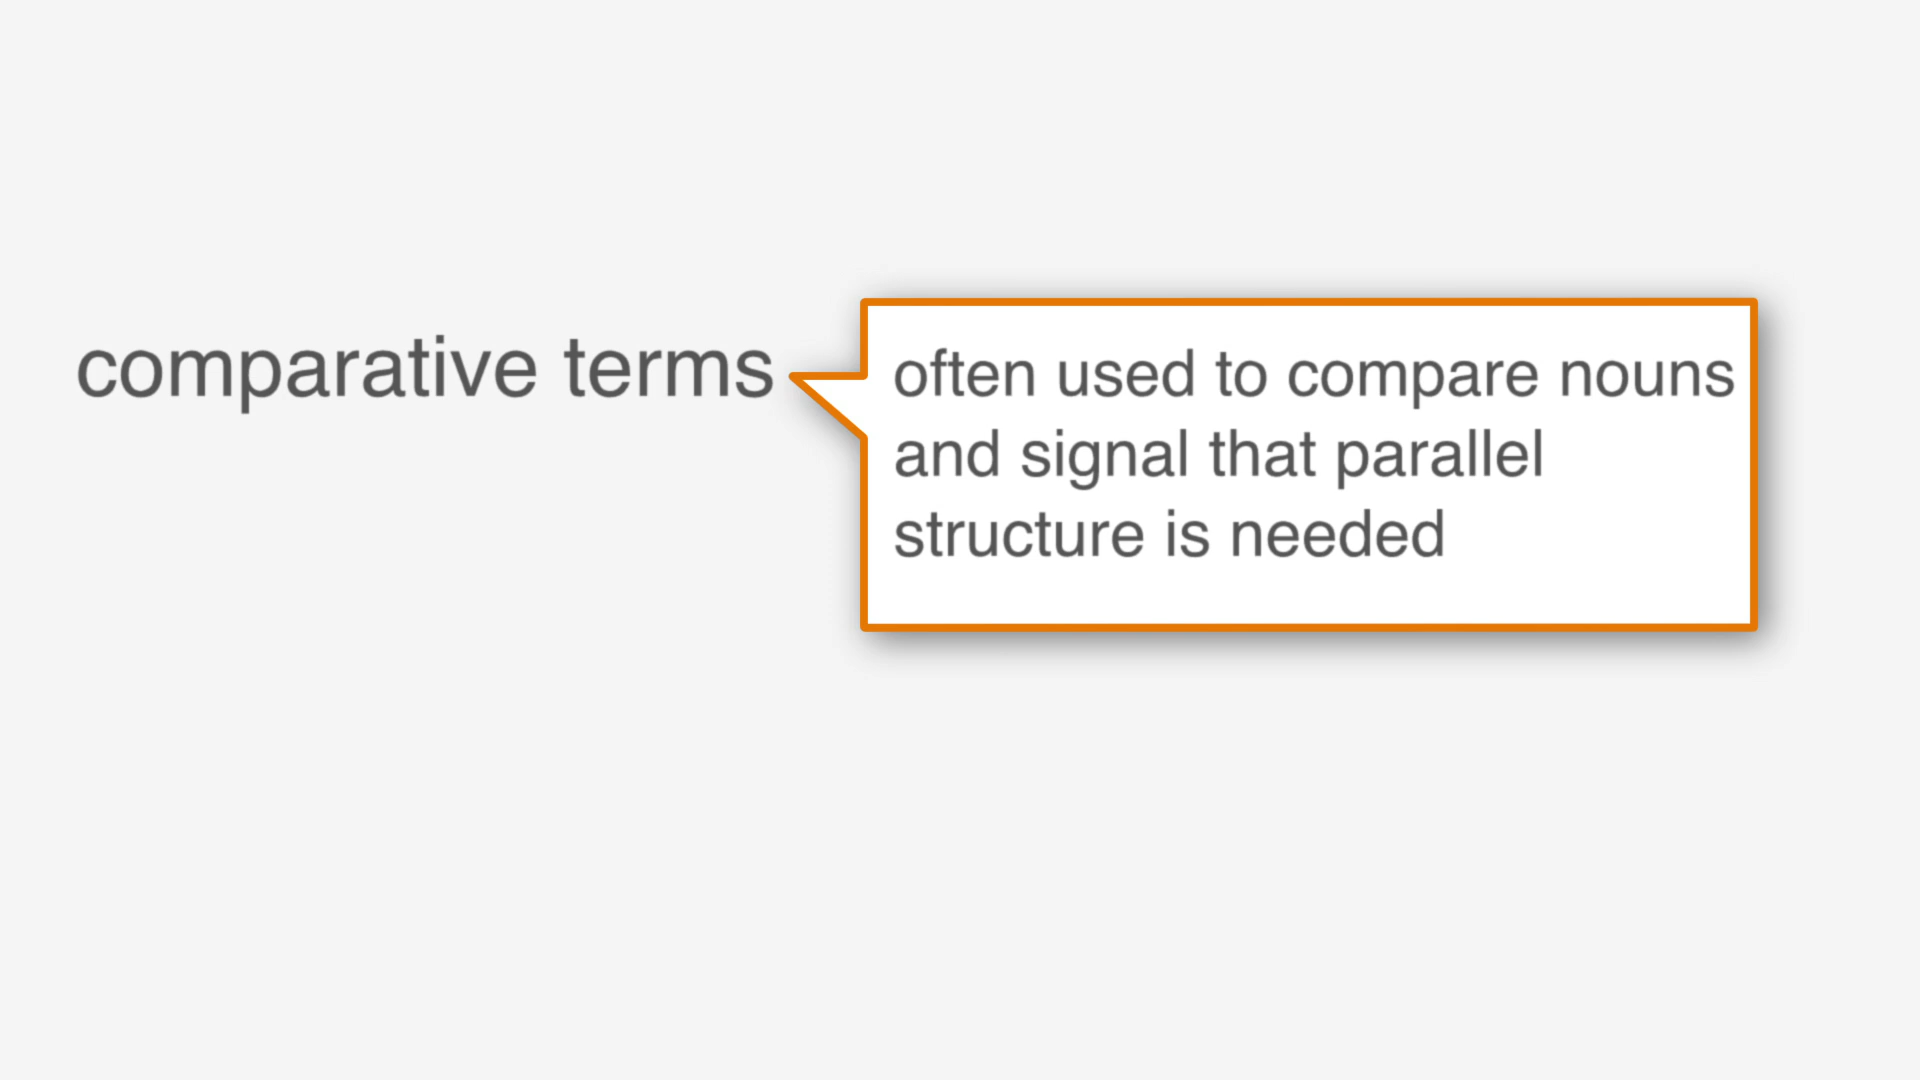 comparative terms
often used to compare nouns
and signal that parallel
structure is needed